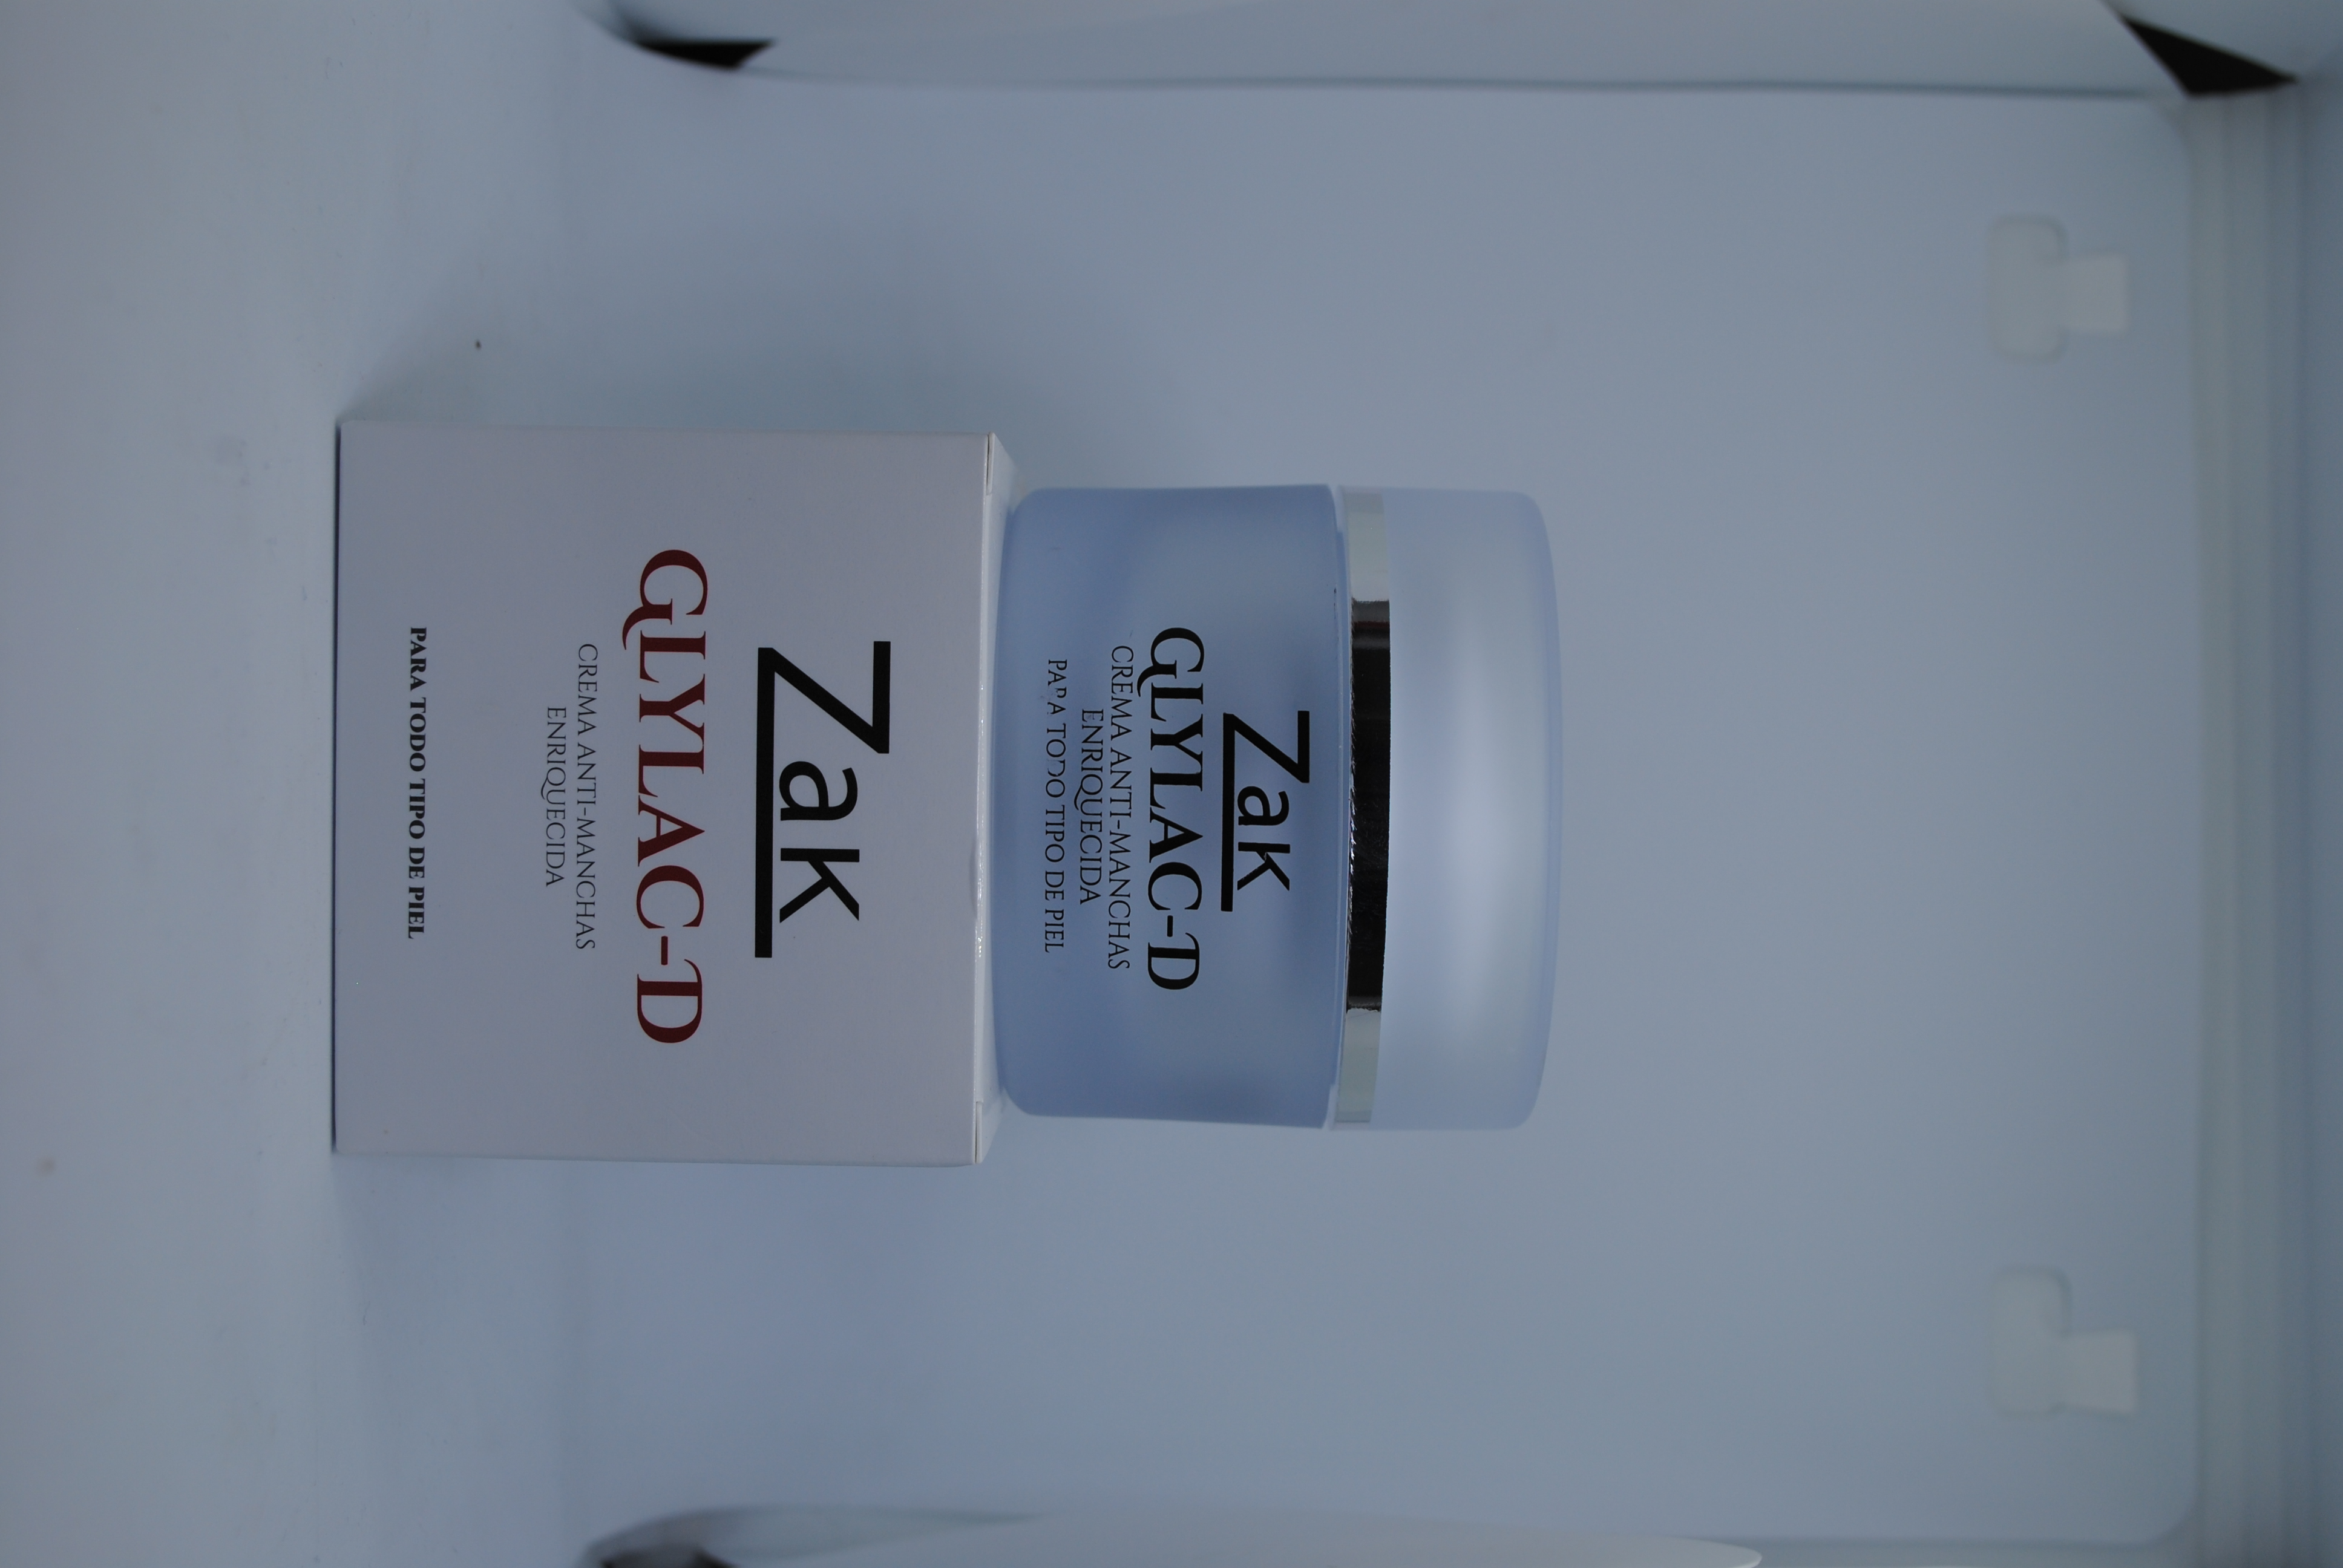 Zak
GLYLAC-D
CREMA ANTI-MANCHAS
ENRIQUECIDA
PARA TODO TIPO DE PIEL
Zak
GLYLAC-D
CREMA ANTI-MANCHAS
ENRIQUECIDA
PARA TODO TIPO DE PIEL